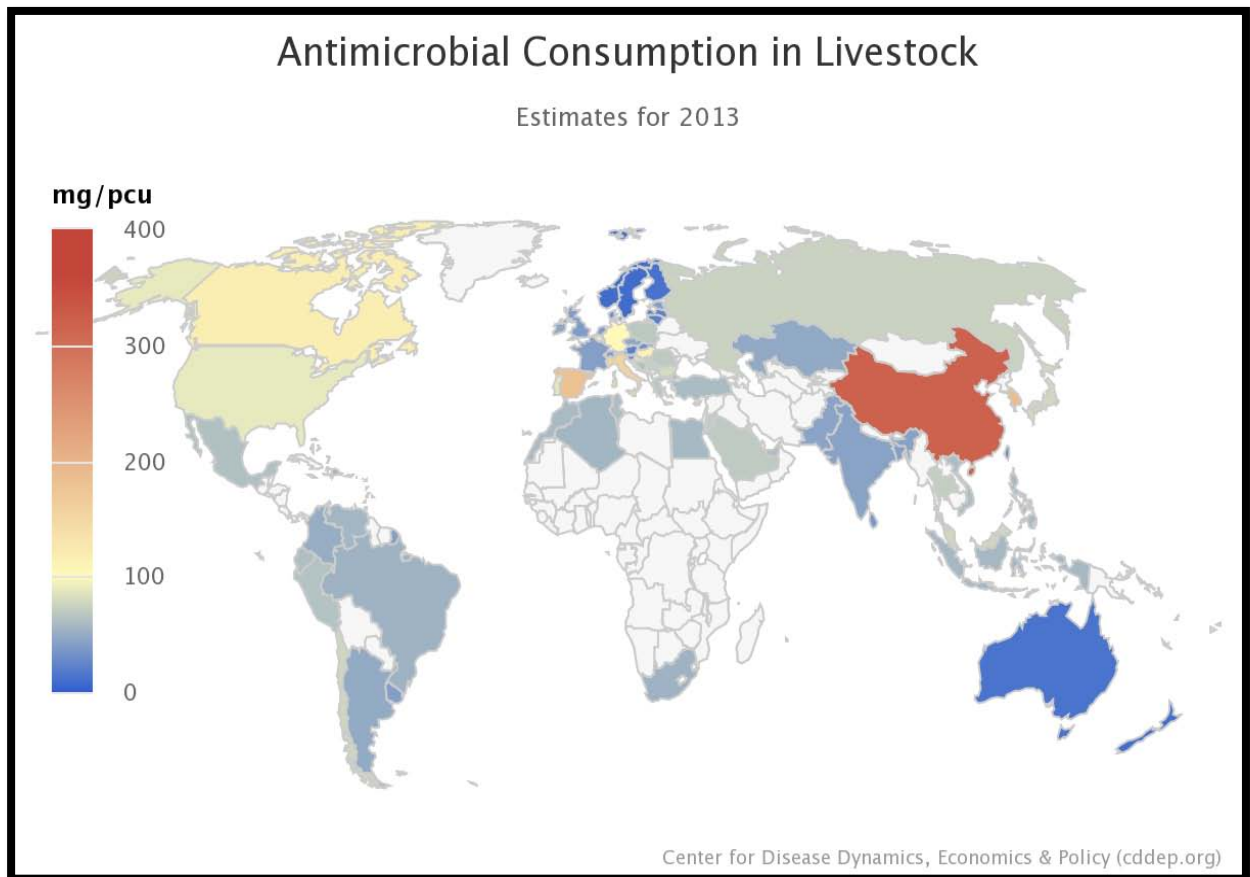 Antimicrobial Consumption in Livestock
Estimates for 2013
mg/pcu
400
300
200
100
0
Center for Disease Dynamics, Economics & Policy (cddep.org)